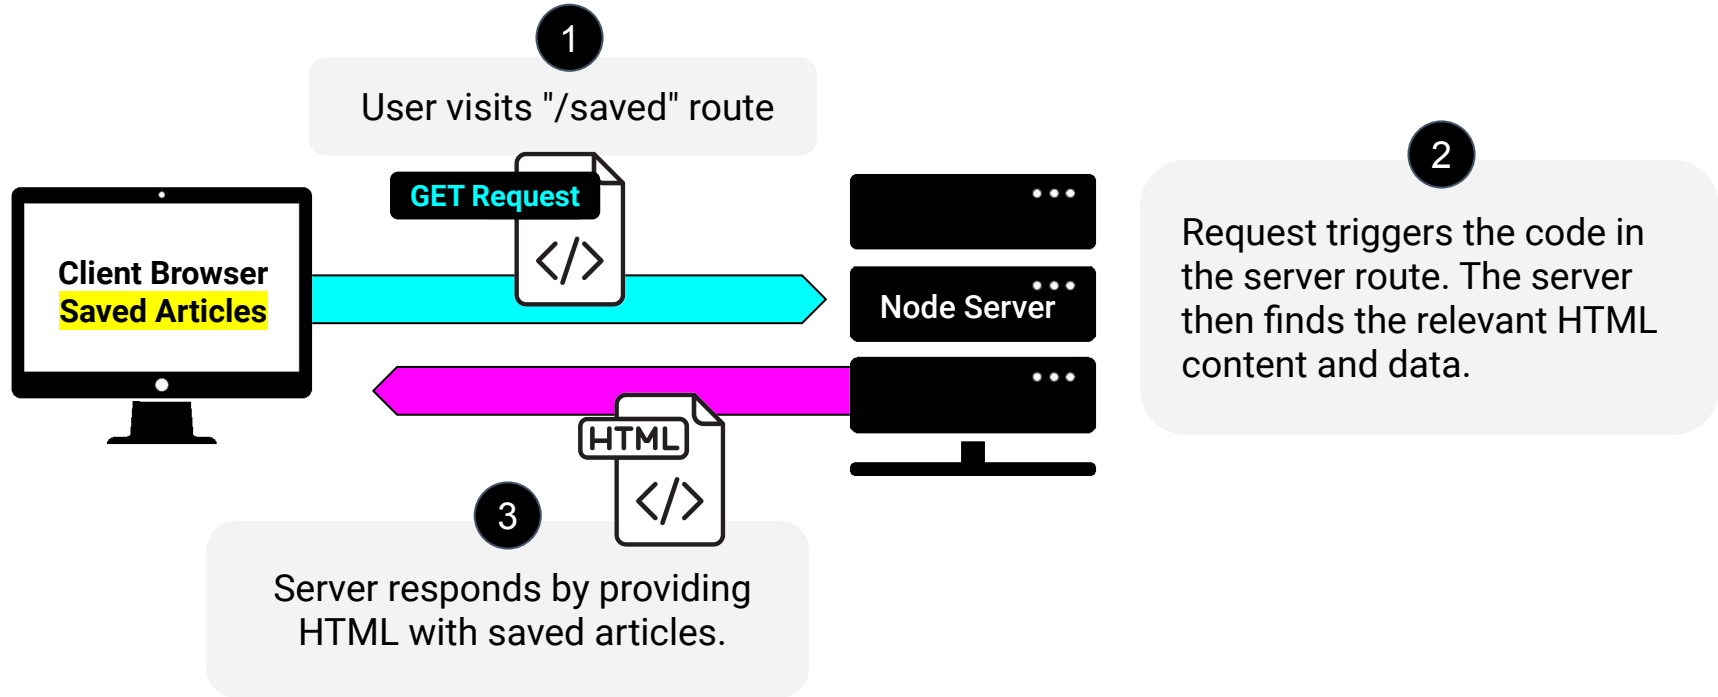 1
User visits "/saved" route
GET Request
</>
Client Browser
Saved Articles
Node Server
2
Request triggers the code in
the server route. The server
then finds the relevant HTML
content and data.
HTML
</>
3
Server responds by providing
HTML with saved articles.